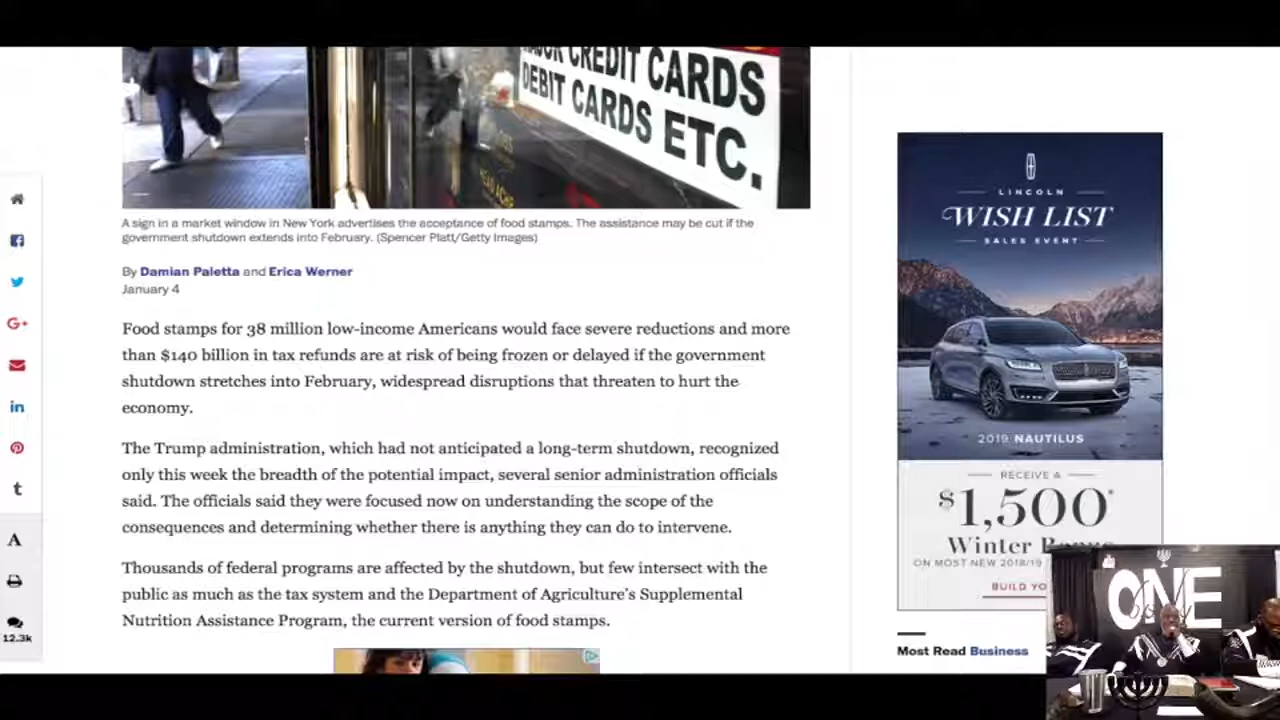 CREDIT CARDS
DEBIT CARDS ETC.
A sign in a market window in New York advertises the acceptance of food stamps. The assistance may be cut if the
government shutdown extends into February. (Spencer Platt/Getty Images)
By Damian Paletta and Erica Werner
January 4
Food stamps for 38 million low-income Americans would face severe reductions and more
than $140 billion in tax refunds are at risk of being frozen or delayed if the government
shutdown stretches into February, widespread disruptions that threaten to hurt the
economy.
The Trump administration, which had not anticipated a long-term shutdown, recognized
only this week the breadth of the potential impact, several senior administration officials
said. The officials said they were focused now on understanding the scope of the
consequences and determining whether there is anything they can do to intervene.
Thousands of federal programs are affected by the shutdown, but few intersect with the
public as much as the tax system and the Department of Agriculture's Supplemental
Nutrition Assistance Program, the current version of food stamps.
G+
in
t
A
12.3k
LINCOLN
WISH LIST
SALES EVENT
2019 NAUTILUS
RECEIVE A
$1,500*
Winter
ON MOST NEW 2018/19
BUILD
Most Read Business
ONE